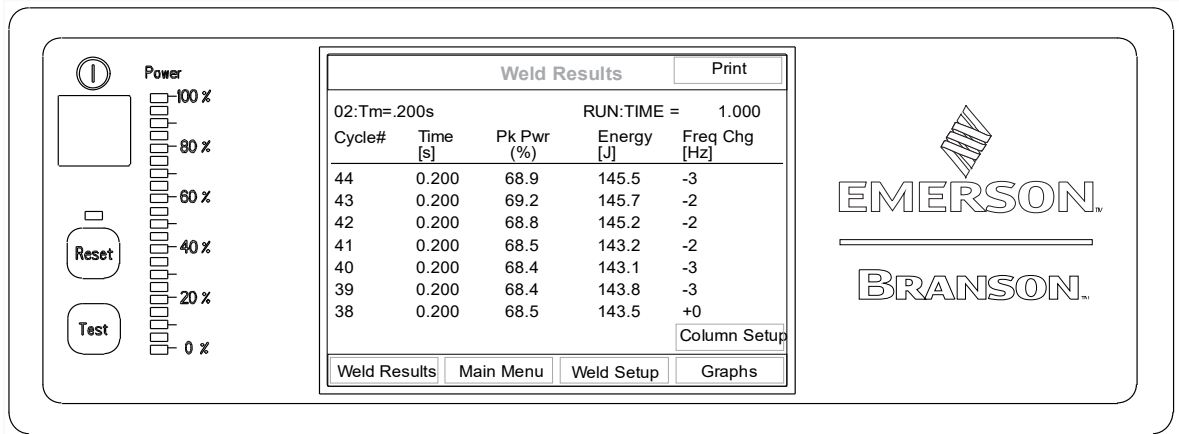 Power
100 %
80 %
60 %
40 %
20 %
0 %
Reset
Test
Weld Results
Print
02:Tm=.200s RUN:TIME = 1.000
Cycle# Time [s] Pk Pwr (%) Energy [J] Freq Chg [Hz]
44 0.200 68.9 145.5 -3
43 0.200 69.2 145.7 -2
42 0.200 68.8 145.2 -2
41 0.200 68.5 143.2 -2
40 0.200 68.4 143.1 -3
39 0.200 68.4 143.8 -3
38 0.200 68.5 143.5 +0
Column Setup
Weld Results Main Menu Weld Setup Graphs
EMERSON™
BRANSON™